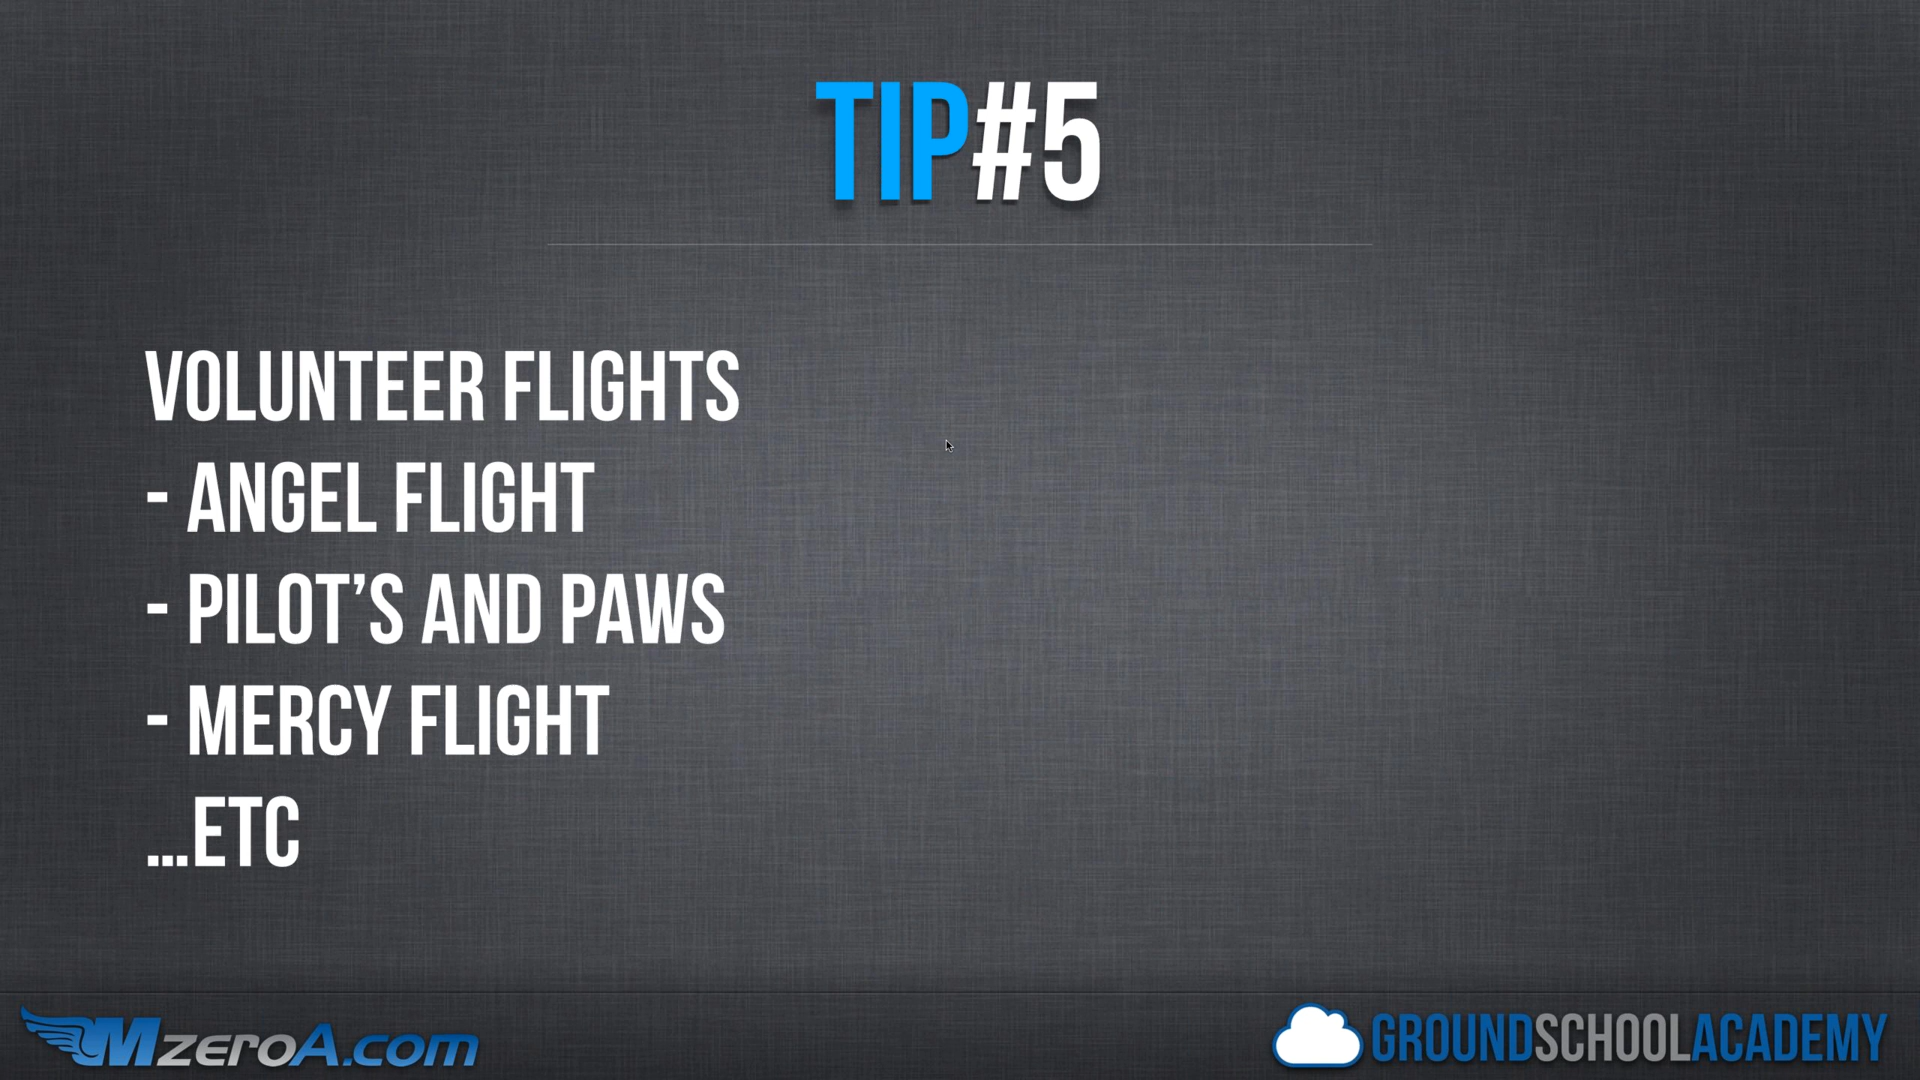 TIP#5
VOLUNTEER FLIGHTS
- ANGEL FLIGHT
- PILOT’S AND PAWS
- MERCY FLIGHT
...ETC
MzeroA.com
GROUNDSCHOOLACADEMY